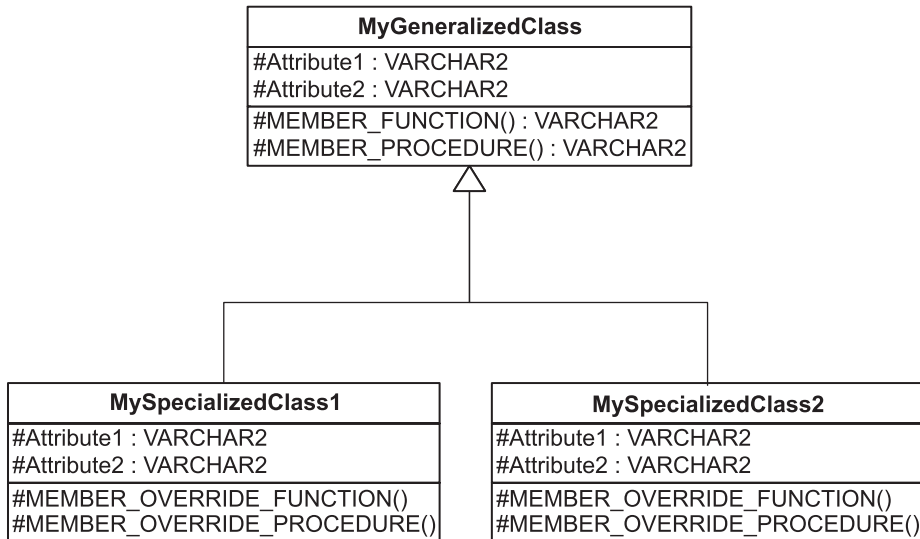 MyGeneralizedClass
#Attribute1 : VARCHAR2
#Attribute2 : VARCHAR2
#MEMBER_FUNCTION() : VARCHAR2
#MEMBER_PROCEDURE() : VARCHAR2
MySpecializedClass1
#Attribute1 : VARCHAR2
#Attribute2 : VARCHAR2
#MEMBER_OVERRIDE_FUNCTION()
#MEMBER_OVERRIDE_PROCEDURE()
MySpecializedClass2
#Attribute1 : VARCHAR2
#Attribute2 : VARCHAR2
#MEMBER_OVERRIDE_FUNCTION()
#MEMBER_OVERRIDE_PROCEDURE()